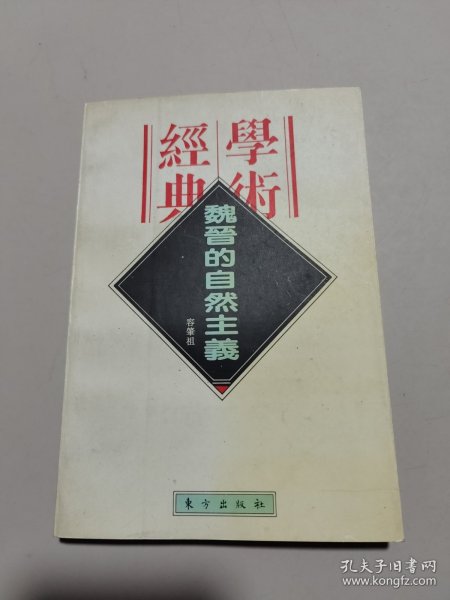 學術
經典
魏晉的自然主義
容肇祖
東方出版社
孔夫子旧书网
www.kongfz.com